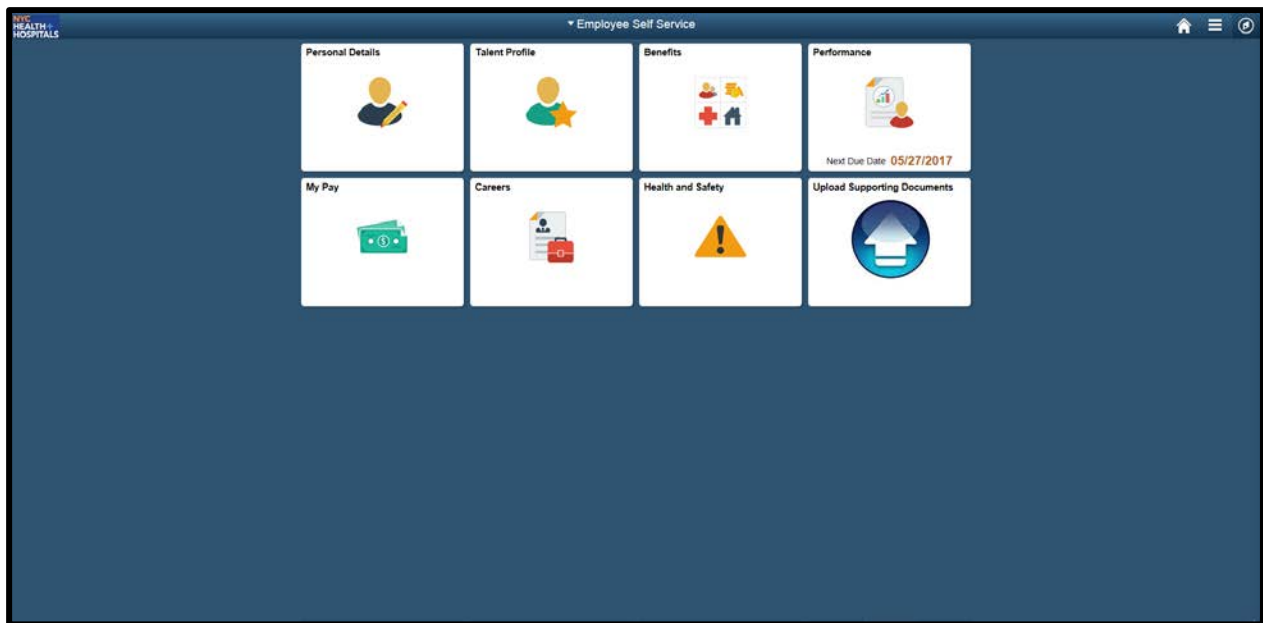 NYC
HEALTH+
HOSPITALS
Employee Self Service
Personal Details
Talent Profile
Benefits
Performance
Next Due Date 05/27/2017
My Pay
Careers
Health and Safety
Upload Supporting Documents